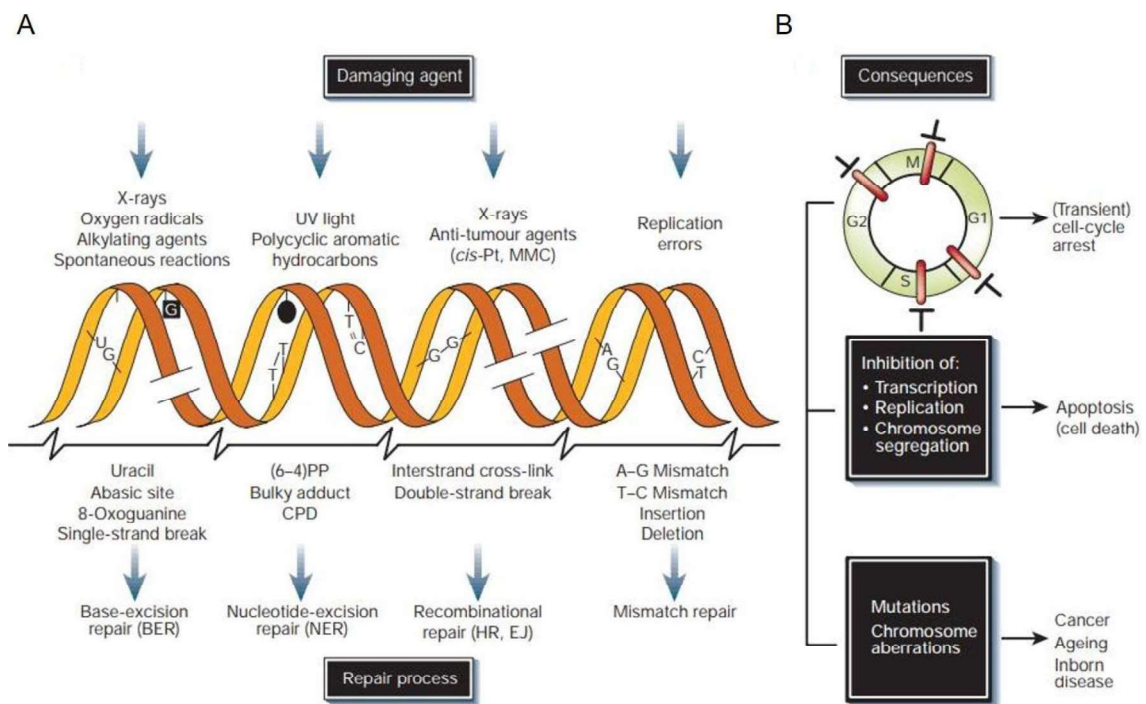 A
Damaging agent
X-rays
Oxygen radicals
Alkylating agents
Spontaneous reactions
UV light
Polycyclic aromatic
hydrocarbons
X-rays
Anti-tumour agents
(cis-Pt, MMC)
Replication
errors
U
G
G
T
T
T
C
G
G
A
G
C
T
Uracil
Abasic site
8-Oxoguanine
Single-strand break
(6–4)PP
Bulky adduct
CPD
Interstrand cross-link
Double-strand break
A–G Mismatch
T–C Mismatch
Insertion
Deletion
Base-excision
repair (BER)
Nucleotide-excision
repair (NER)
Recombinational
repair (HR, EJ)
Mismatch repair
Repair process
B
Consequences
M
G2
G1
S
(Transient)
cell-cycle
arrest
Inhibition of:
• Transcription
• Replication
• Chromosome
segregation
Apoptosis
(cell death)
Mutations
Chromosome
aberrations
Cancer
Ageing
Inborn
disease